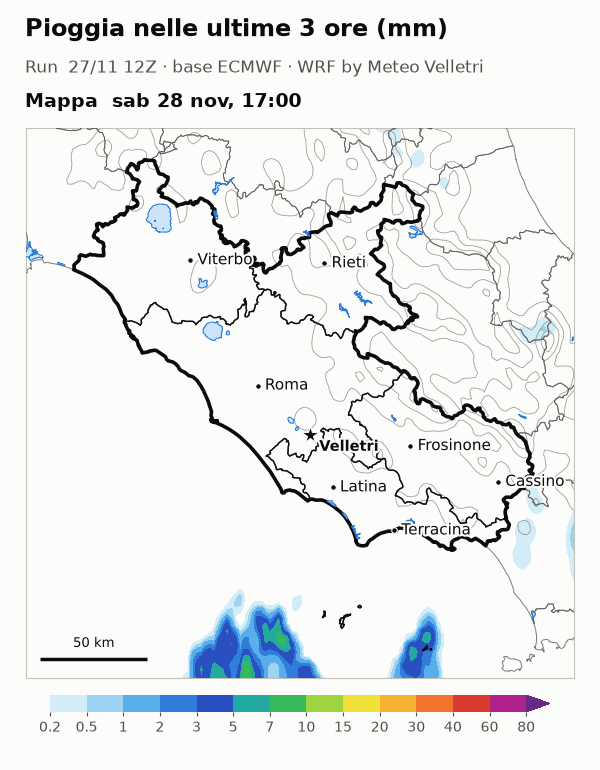 Pioggia nelle ultime 3 ore (mm)
Run  27/11 12Z · base ECMWF · WRF by Meteo Velletri
Mappa  sab 28 nov, 17:00
Viterbo
Rieti
Roma
Velletri
Frosinone
Latina
Cassino
Terracina
50 km
0.2 0.5 1 2 3 5 7 10 15 20 30 40 60 80